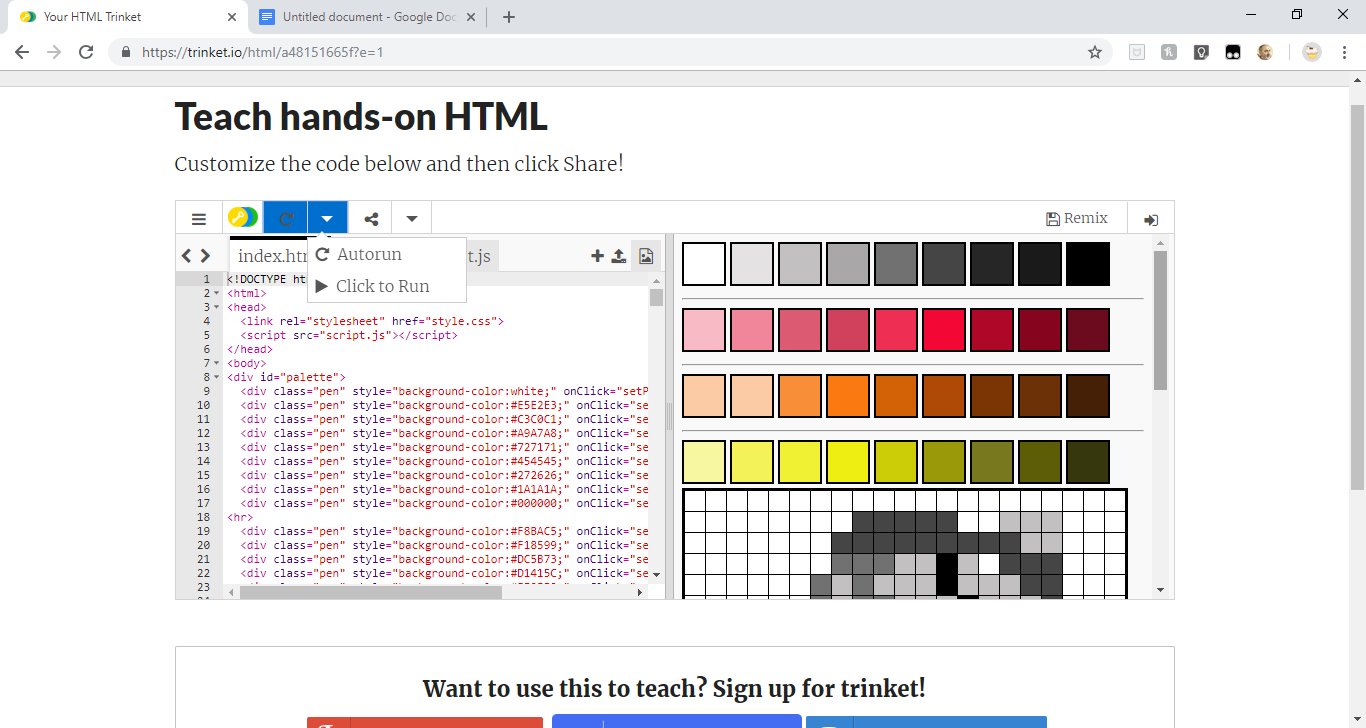 Your HTML Trinket
Untitled document - Google Doc
https://trinket.io/html/a48151665f?e=1
Teach hands-on HTML
Customize the code below and then click Share!
Remix
index.htm
t.js
Autorun
Click to Run
1 <!DOCTYPE htm
2 <html>
3 <head>
4 <link rel="stylesheet" href="style.css">
5 <script src="script.js"></script>
6 </head>
7 <body>
8 <div id="palette">
9 <div class="pen" style="background-color:white;" onClick="setP
10 <div class="pen" style="background-color:#E5E2E3;" onClick="se
11 <div class="pen" style="background-color:#C3C0C1;" onClick="se
12 <div class="pen" style="background-color:#A9A7A8;" onClick="se
13 <div class="pen" style="background-color:#727171;" onClick="se
14 <div class="pen" style="background-color:#454545;" onClick="se
15 <div class="pen" style="background-color:#272626;" onClick="se
16 <div class="pen" style="background-color:#1A1A1A;" onClick="se
17 <div class="pen" style="background-color:#000000;" onClick="se
18 <hr>
19 <div class="pen" style="background-color:#F8BAC5;" onClick="se
20 <div class="pen" style="background-color:#F18599;" onClick="se
21 <div class="pen" style="background-color:#DC5B73;" onClick="se
22 <div class="pen" style="background-color:#D1415C;" onClick="se
23
Want to use this to teach? Sign up for trinket!